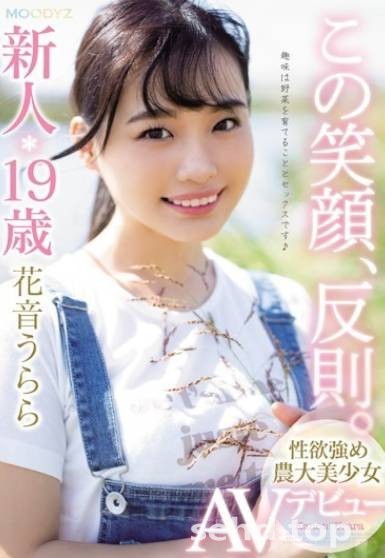 MOODYZ
この笑顔、反則。
趣味は野菜を育てることとセックスです♪
新人*19歳
花音うらら
性欲強め
農大美少女
AVデビュー